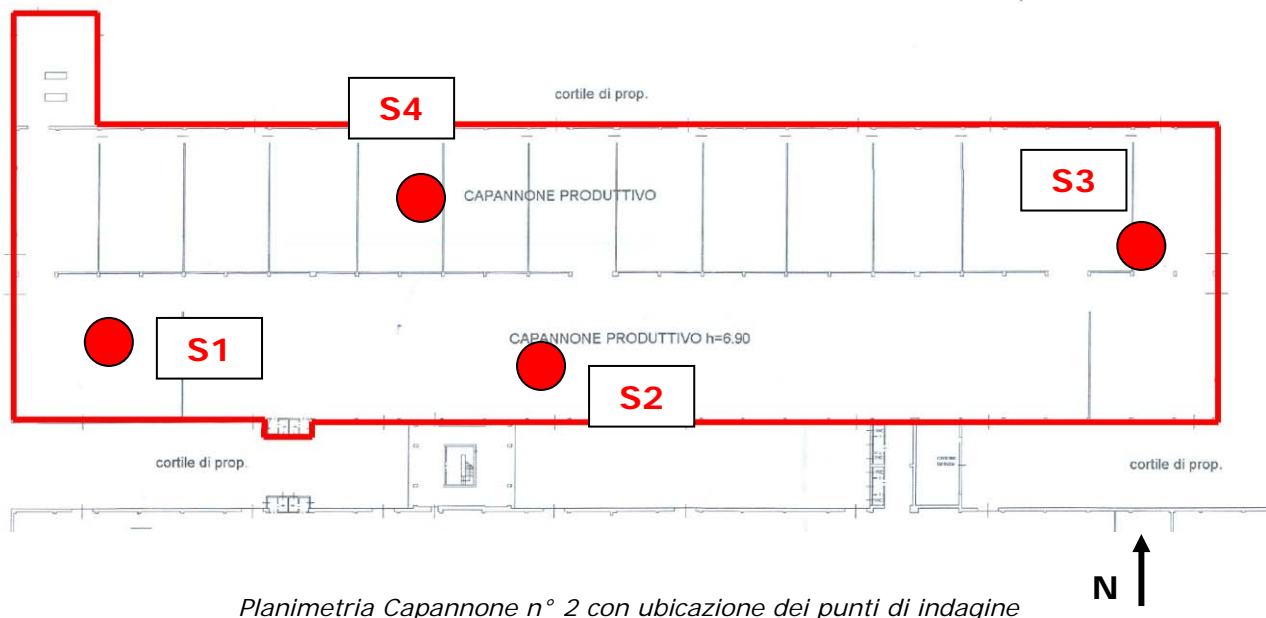 cortile di prop.
S4
CAPANNONE PRODUTTIVO
S3
S1
CAPANNONE PRODUTTIVO h=6.90
S2
cortile di prop.
cortile di prop.
N
Planimetria Capannone n° 2 con ubicazione dei punti di indagine